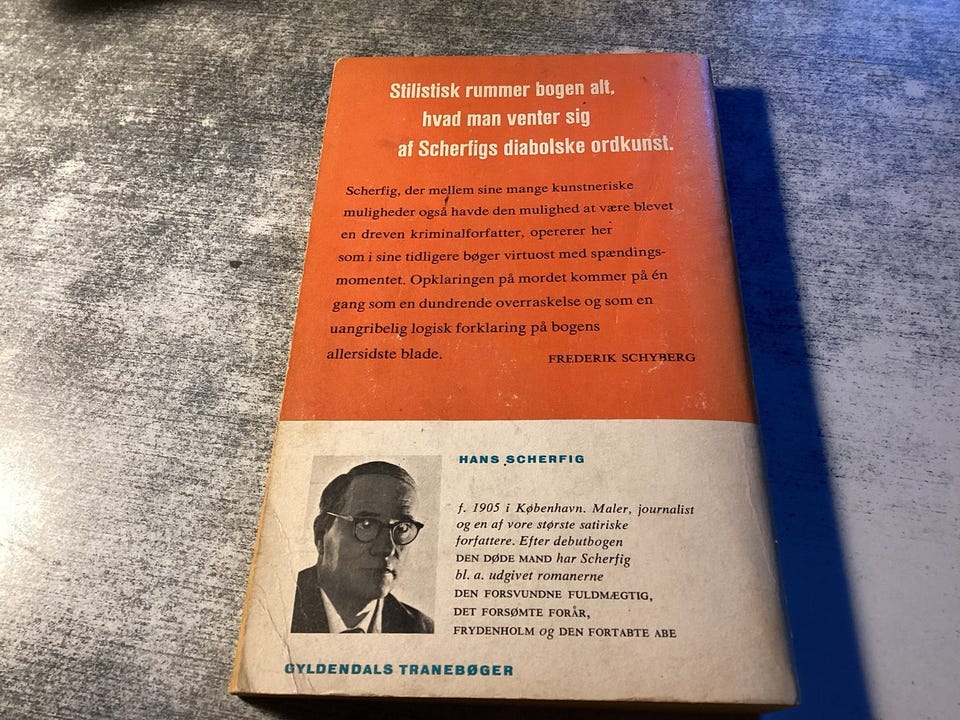 Stilistisk rummer bogen alt,
hvad man venter sig
af Scherfigs diabolske ordkunst.
Scherfig, der mellem sine mange kunstneriske
muligheder også havde den mulighed at være blevet
en dreven kriminalforfatter, opererer her
som i sine tidligere bøger virtuost med spændings-
momentet. Opklaringen på mordet kommer på én
gang som en dundrende overraskelse og som en
uangribelig logisk forklaring på bogens
allersidste blade.
FREDERIK SCHYBERG
HANS SCHERFIG
f. 1905 i København. Maler, journalist
og en af vore største satiriske
forfattere. Efter debutbogen
DEN DØDE MAND har Scherfig
bl. a. udgivet romanerne
DEN FORSVUNDNE FULDMÆGTIG,
DET FORSØMTE FORÅR,
FRYDENHOLM og DEN FORTABTE ABE
GYLDENDALS TRANEBØGER